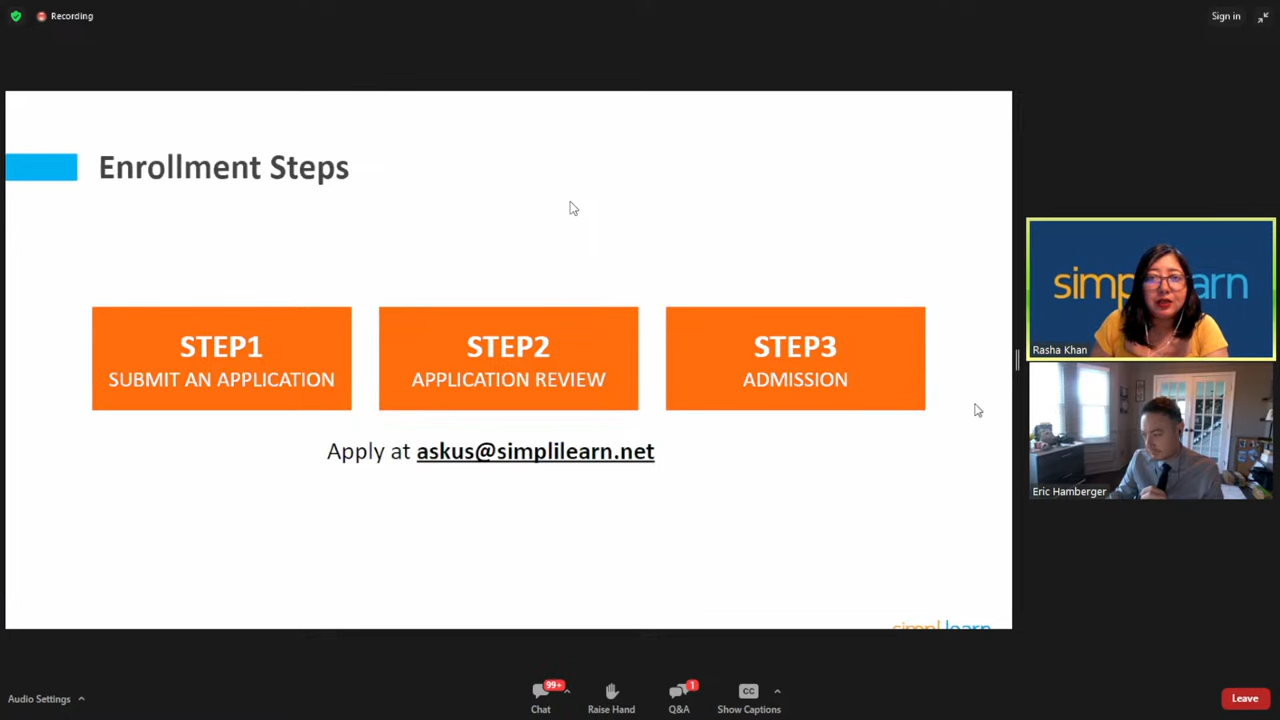 Recording
Sign in
Enrollment Steps
STEP1
SUBMIT AN APPLICATION
STEP2
APPLICATION REVIEW
STEP3
ADMISSION
Apply at askus@simplilearn.net
Rasha Khan
Eric Hamberger
Audio Settings
99+
Chat
Raise Hand
1
Q&A
CC
Show Captions
Leave